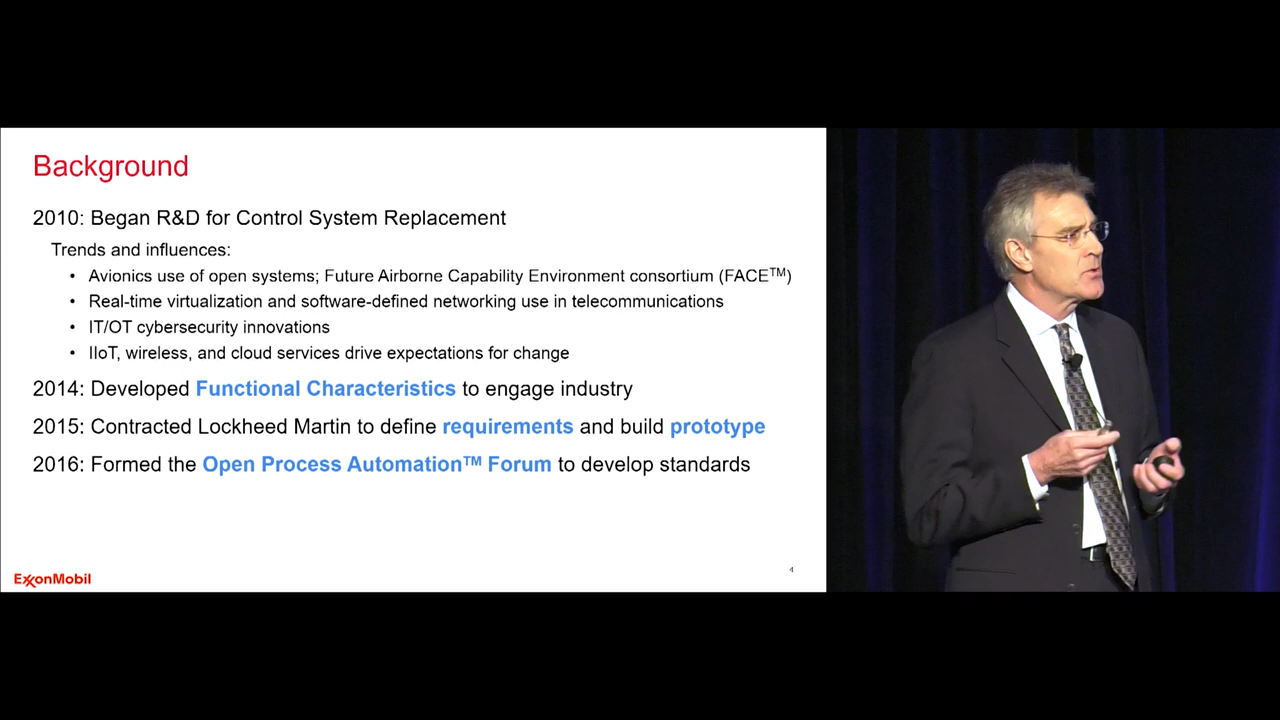 Background
2010: Began R&D for Control System Replacement
Trends and influences:
• Avionics use of open systems; Future Airborne Capability Environment consortium (FACE™)
• Real-time virtualization and software-defined networking use in telecommunications
• IT/OT cybersecurity innovations
• IIoT, wireless, and cloud services drive expectations for change
2014: Developed Functional Characteristics to engage industry
2015: Contracted Lockheed Martin to define requirements and build prototype
2016: Formed the Open Process Automation™ Forum to develop standards
ExxonMobil
4